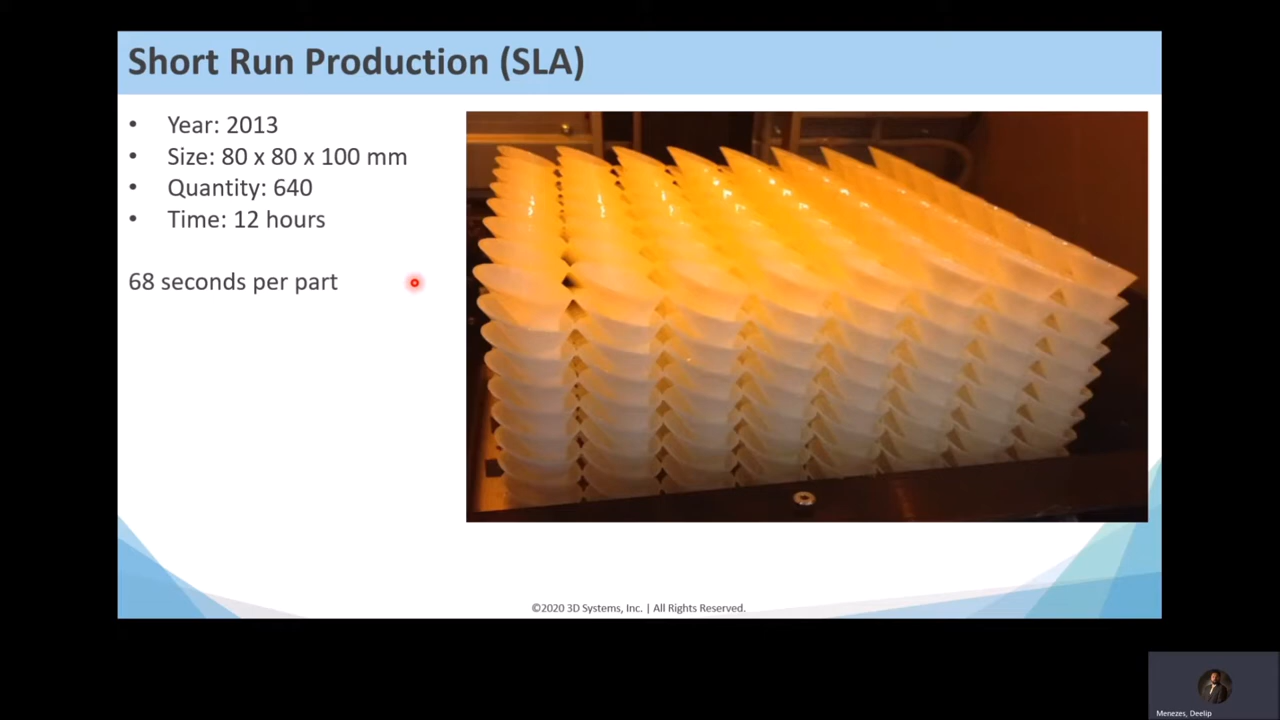 Short Run Production (SLA)
• Year: 2013
• Size: 80 x 80 x 100 mm
• Quantity: 640
• Time: 12 hours
68 seconds per part
©2020 3D Systems, Inc. | All Rights Reserved.
Menezes, Deelip